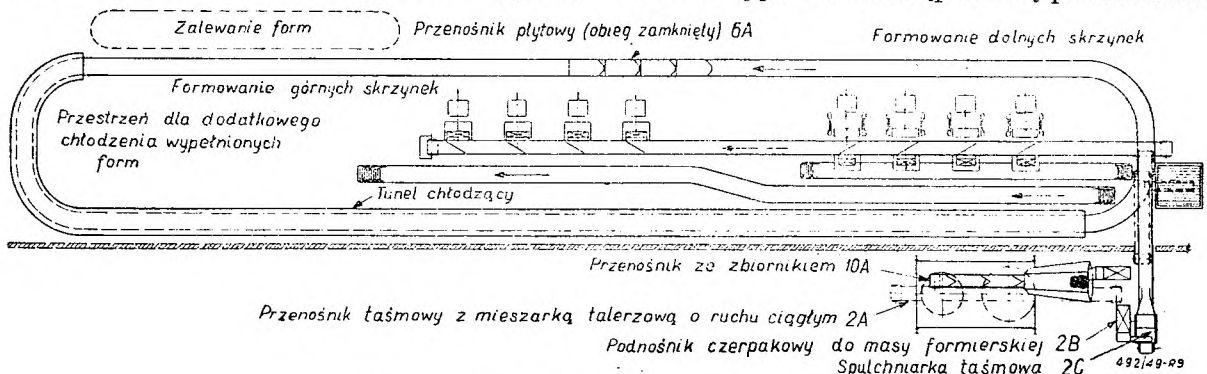 Zalewanie form
Przenośnik płytowy (obieg zamknięty) 6A
Formowanie dolnych skrzynek
Formowanie górnych skrzynek
Przestrzeń dla dodatkowego
chłodzenia wypełnionych
form
Tunel chłodzący
Przenośnik ze zbiornikiem 10A
Przenośnik taśmowy z mieszarką talerzową o ruchu ciągłym 2A
Podnośnik czerpakowy do masy formierskiej 2B
Spulchniarka taśmowa 2C
492/49-R9